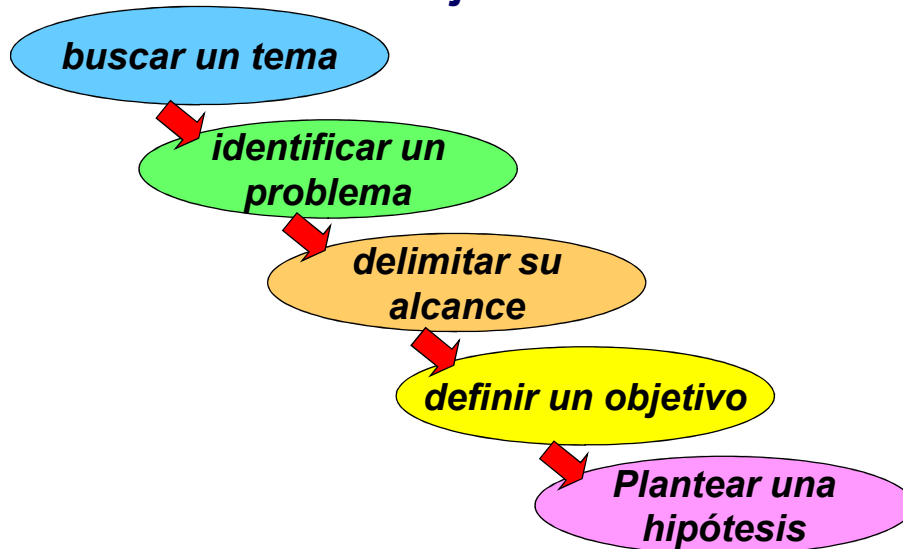 buscar un tema
identificar un
problema
delimitar su
alcance
definir un objetivo
Plantear una
hipótesis